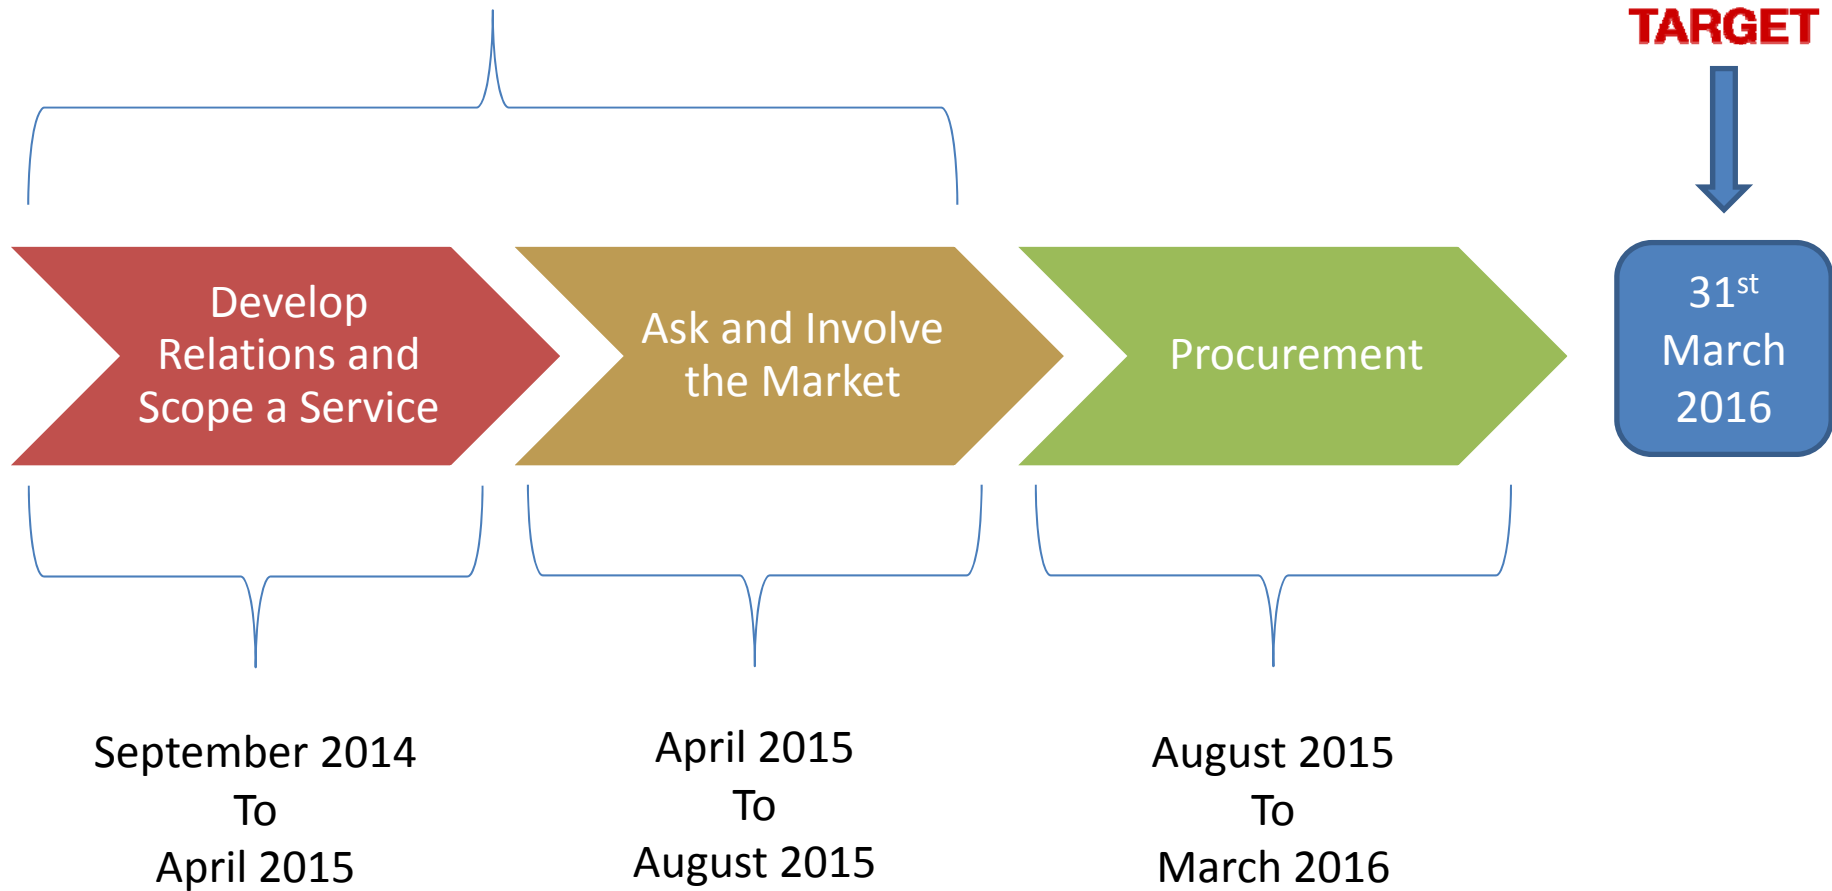 TARGET
31st
March
2016
Develop
Relations and
Scope a Service
Ask and Involve
the Market
Procurement
September 2014
To
April 2015
April 2015
To
August 2015
August 2015
To
March 2016